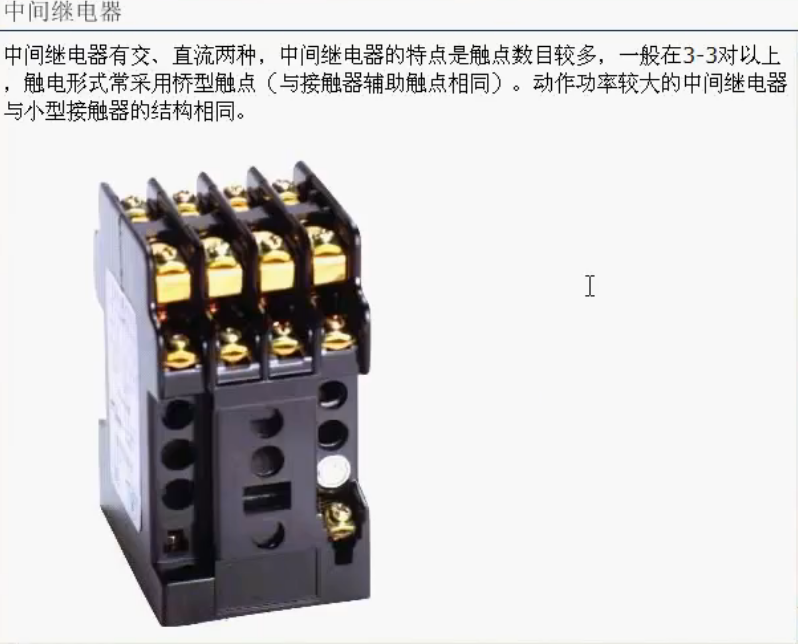 中间继电器
中间继电器有交、直流两种，中间继电器的特点是触点数目较多，一般在3-3对以上
，触电形式常采用桥型触点（与接触器辅助触点相同）。动作功率较大的中间继电器
与小型接触器的结构相同。